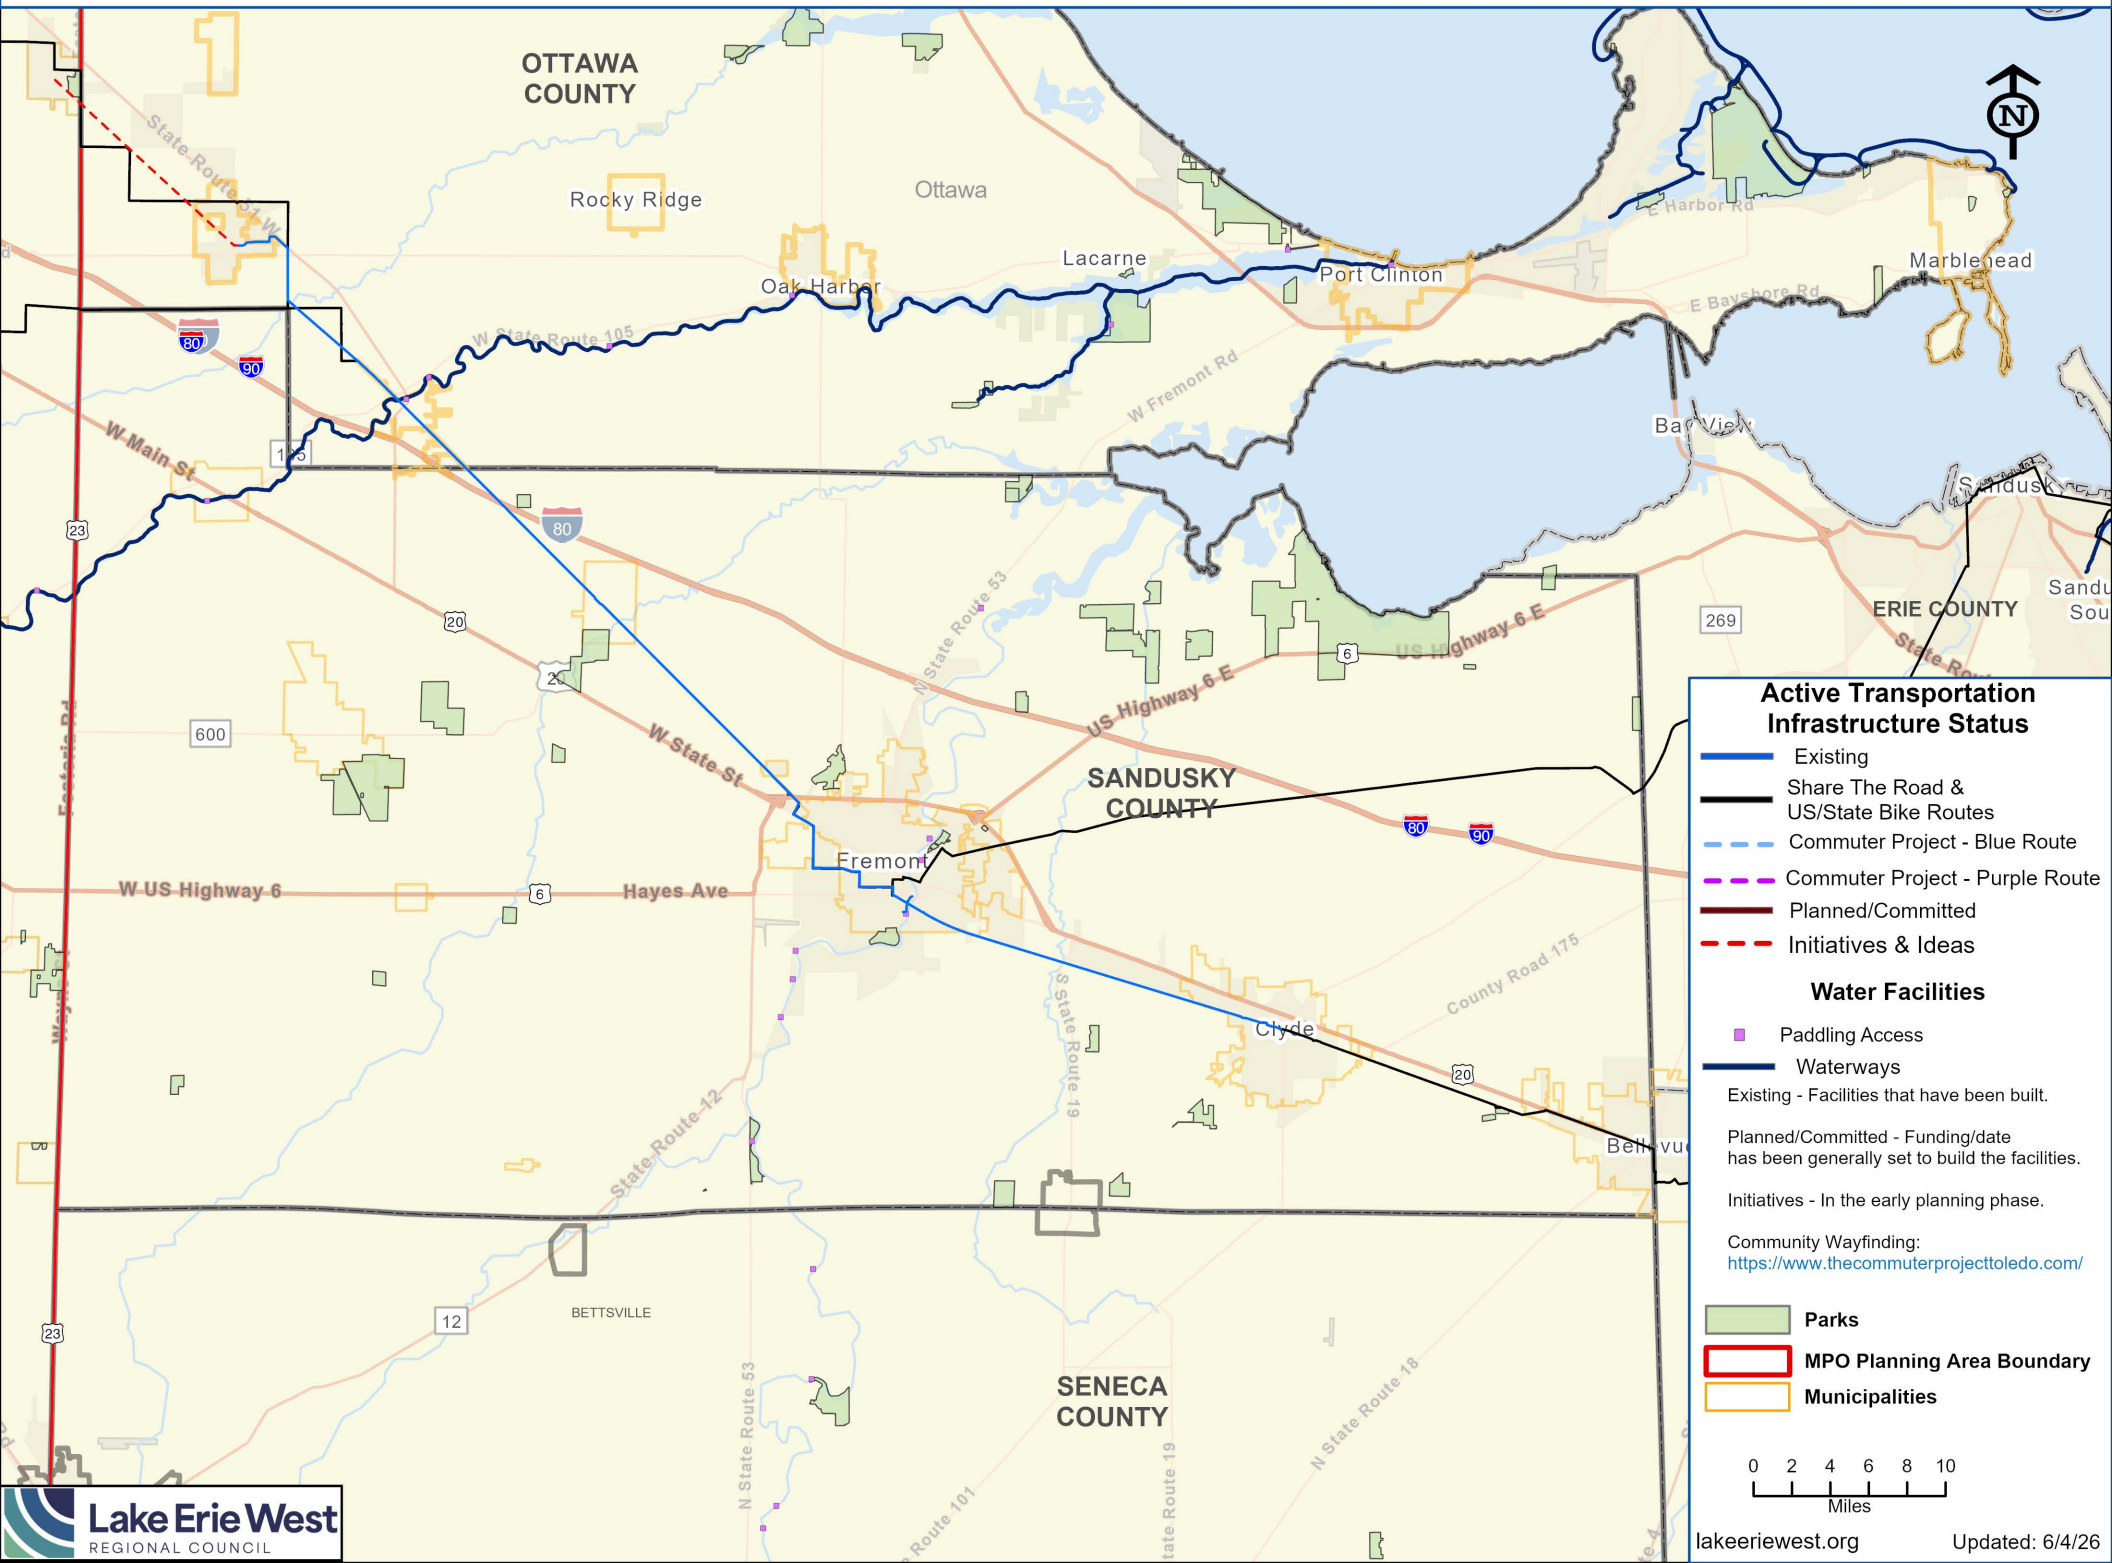 OTTAWA
COUNTY
N
State Route 51 W
Rocky Ridge
Ottawa
E Harbor Rd
Lacarne
Port Clinton
Marblehead
Oak Harbor
E Bayshore Rd
80
90
W State Route 105
W Fremont Rd
W Main St
Sandusky
80
23
N State Route 53
20
269
ERIE COUNTY
US Highway 6 E
6
US Highway 6 E
600
W State St
SANDUSKY
COUNTY
80
90
Fremont
W US Highway 6
6
Hayes Ave
County Road 175
S State Route 19
Clyde
20
State Route 12
BETTSVILLE
12
23
N State Route 53
SENECA
COUNTY
N State Route 18
Active Transportation
Infrastructure Status
Existing
Share The Road &
US/State Bike Routes
Commuter Project - Blue Route
Commuter Project - Purple Route
Planned/Committed
Initiatives & Ideas
Water Facilities
Paddling Access
Waterways
Existing - Facilities that have been built.
Planned/Committed - Funding/date
has been generally set to build the facilities.
Initiatives - In the early planning phase.
Community Wayfinding:
https://www.thecommuterprojecttoledo.com/
Parks
MPO Planning Area Boundary
Municipalities
0 2 4 6 8 10
Miles
lakeeriewest.org
Updated: 6/4/26
Lake Erie West
REGIONAL COUNCIL